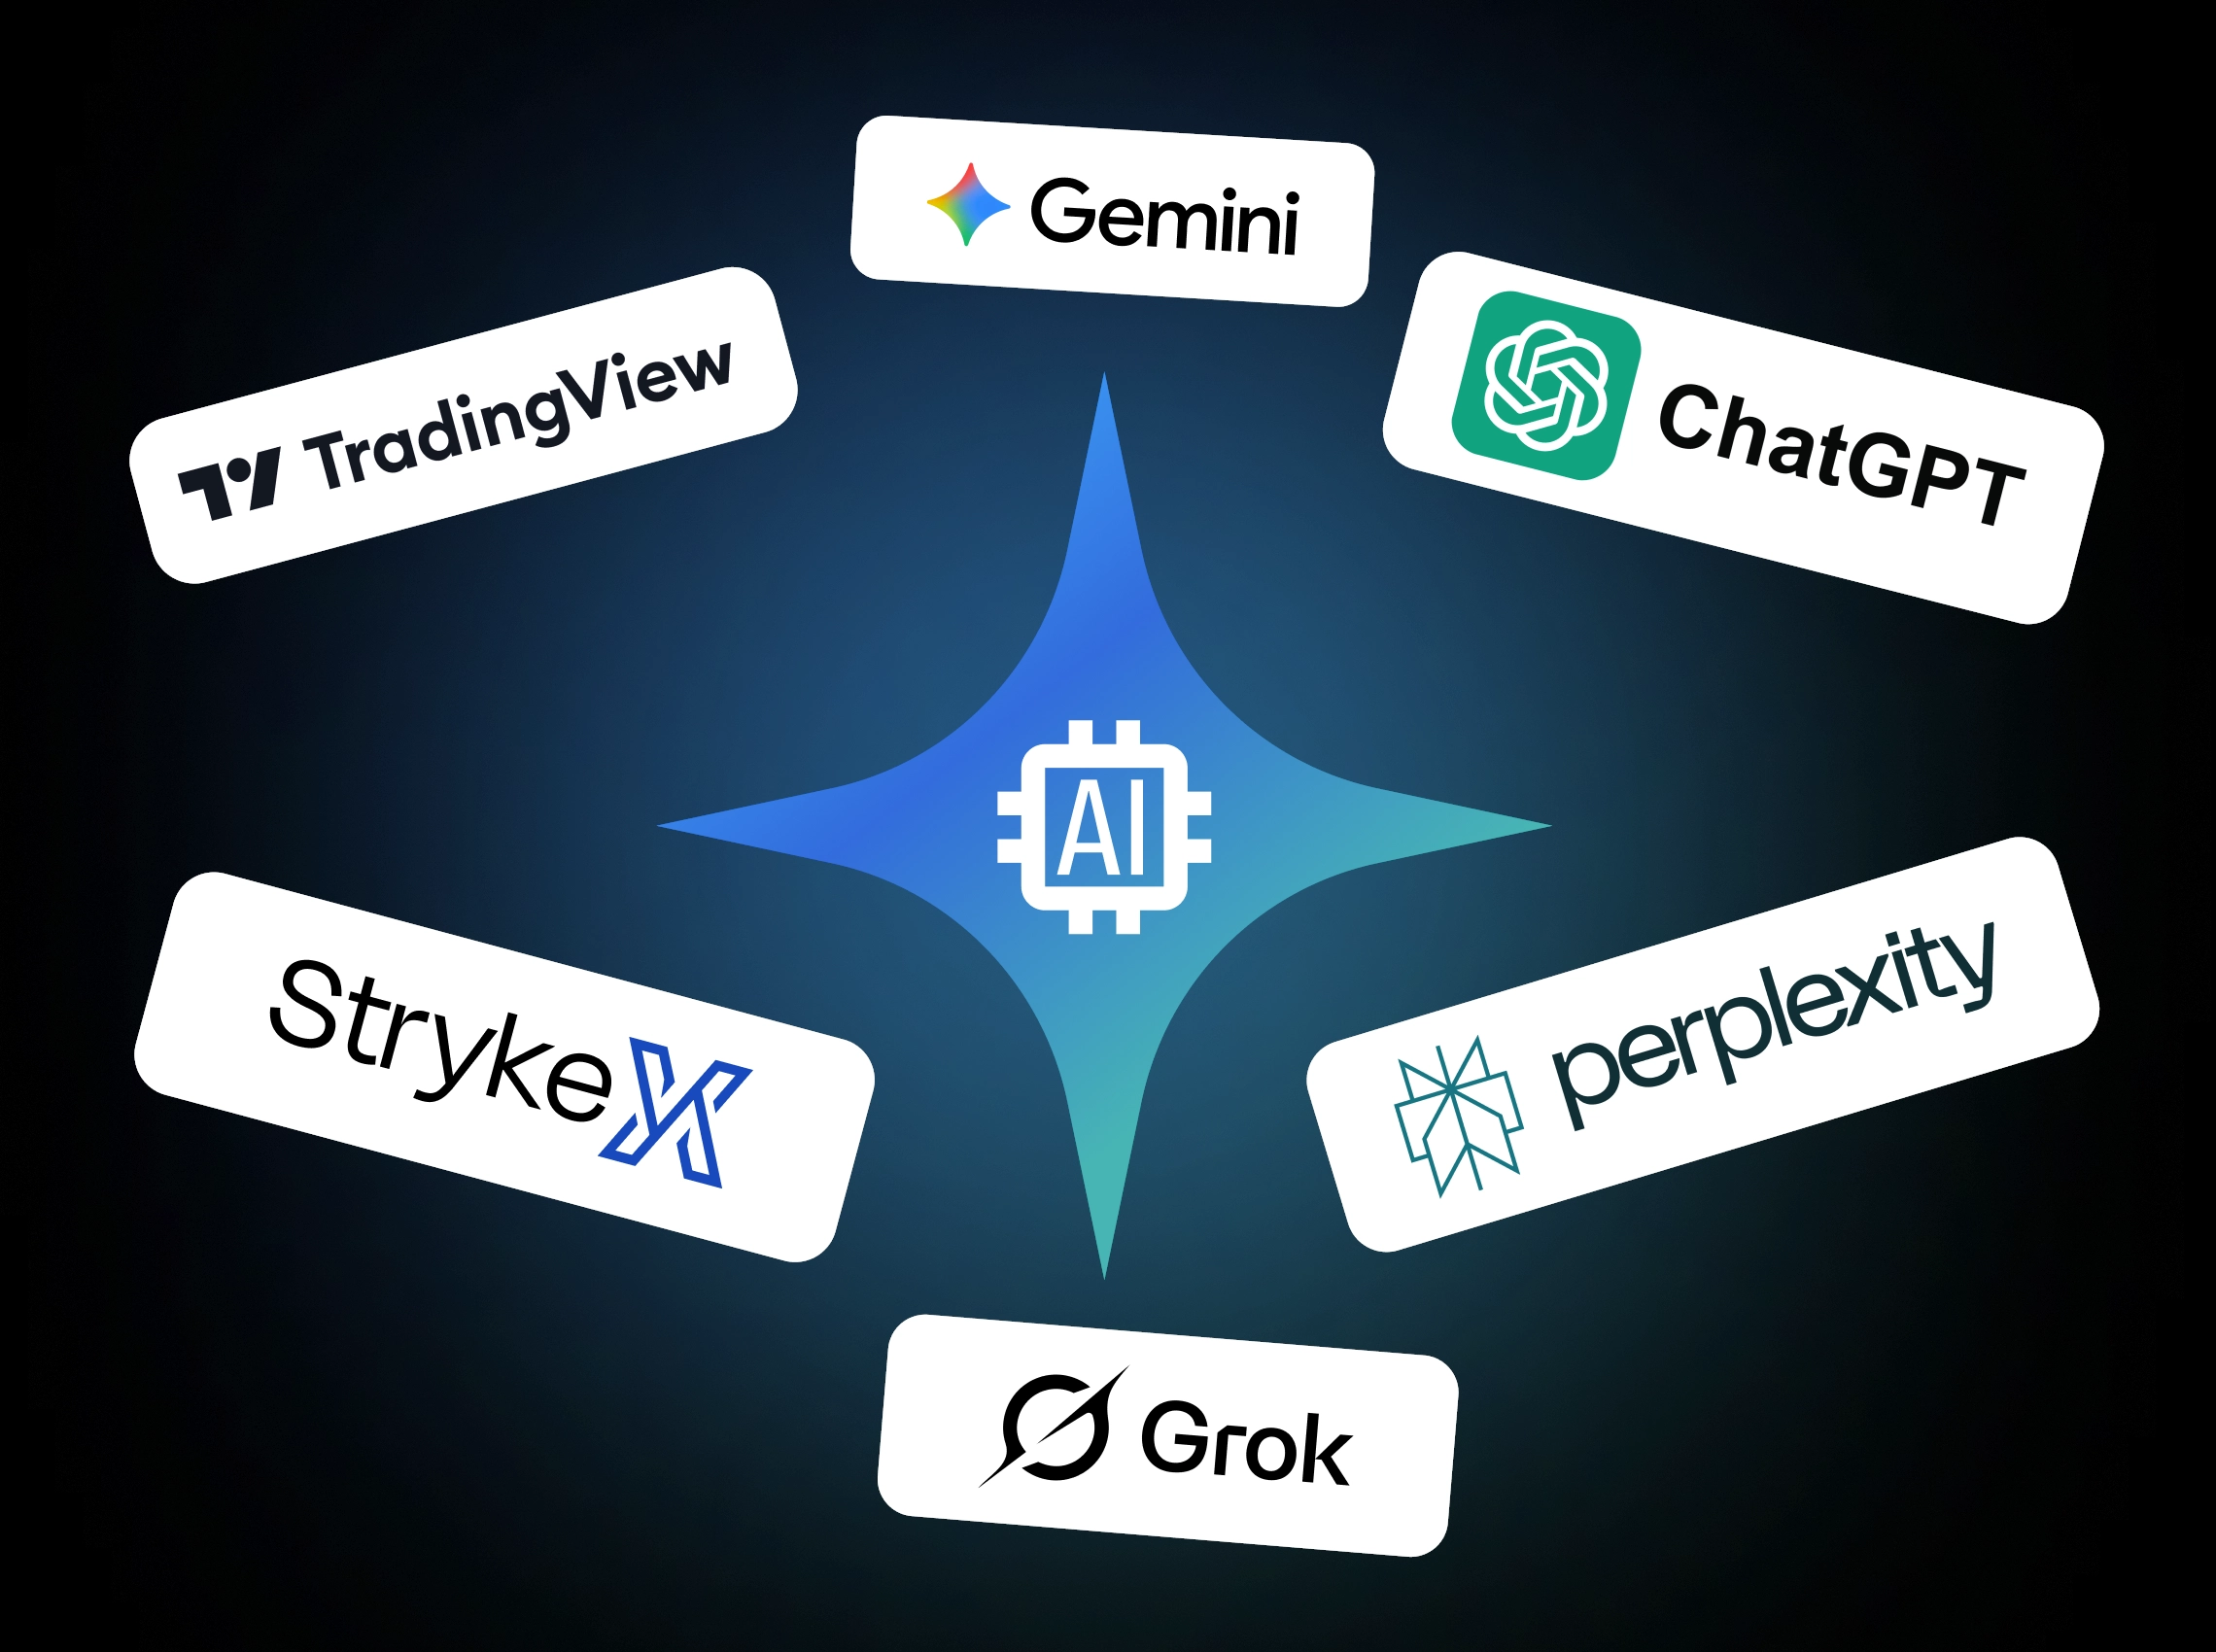 Gemini
TradingView
ChatGPT
AI
StrykeX
perplexity
Grok